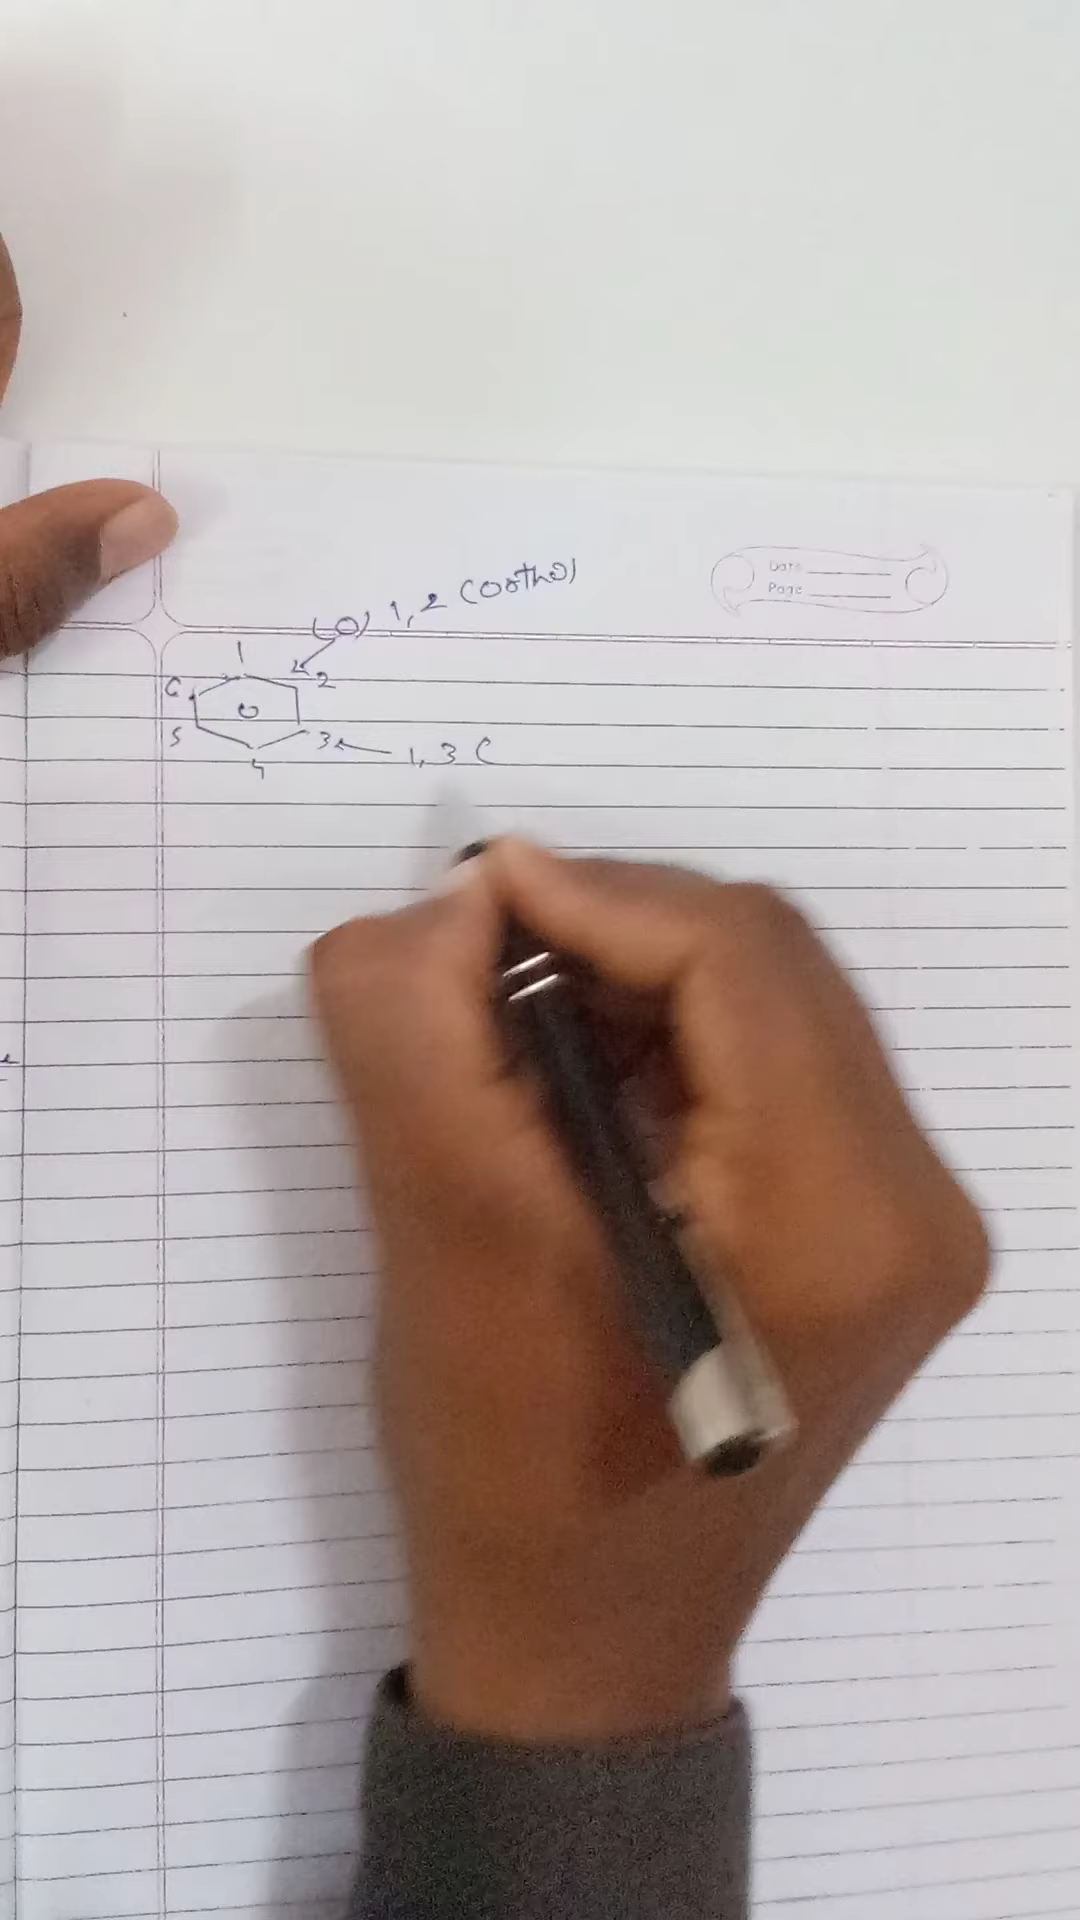 Date
Page
(O) 1, 2 (ortho)
1
6 2
5 3 ← 1, 3 (
4